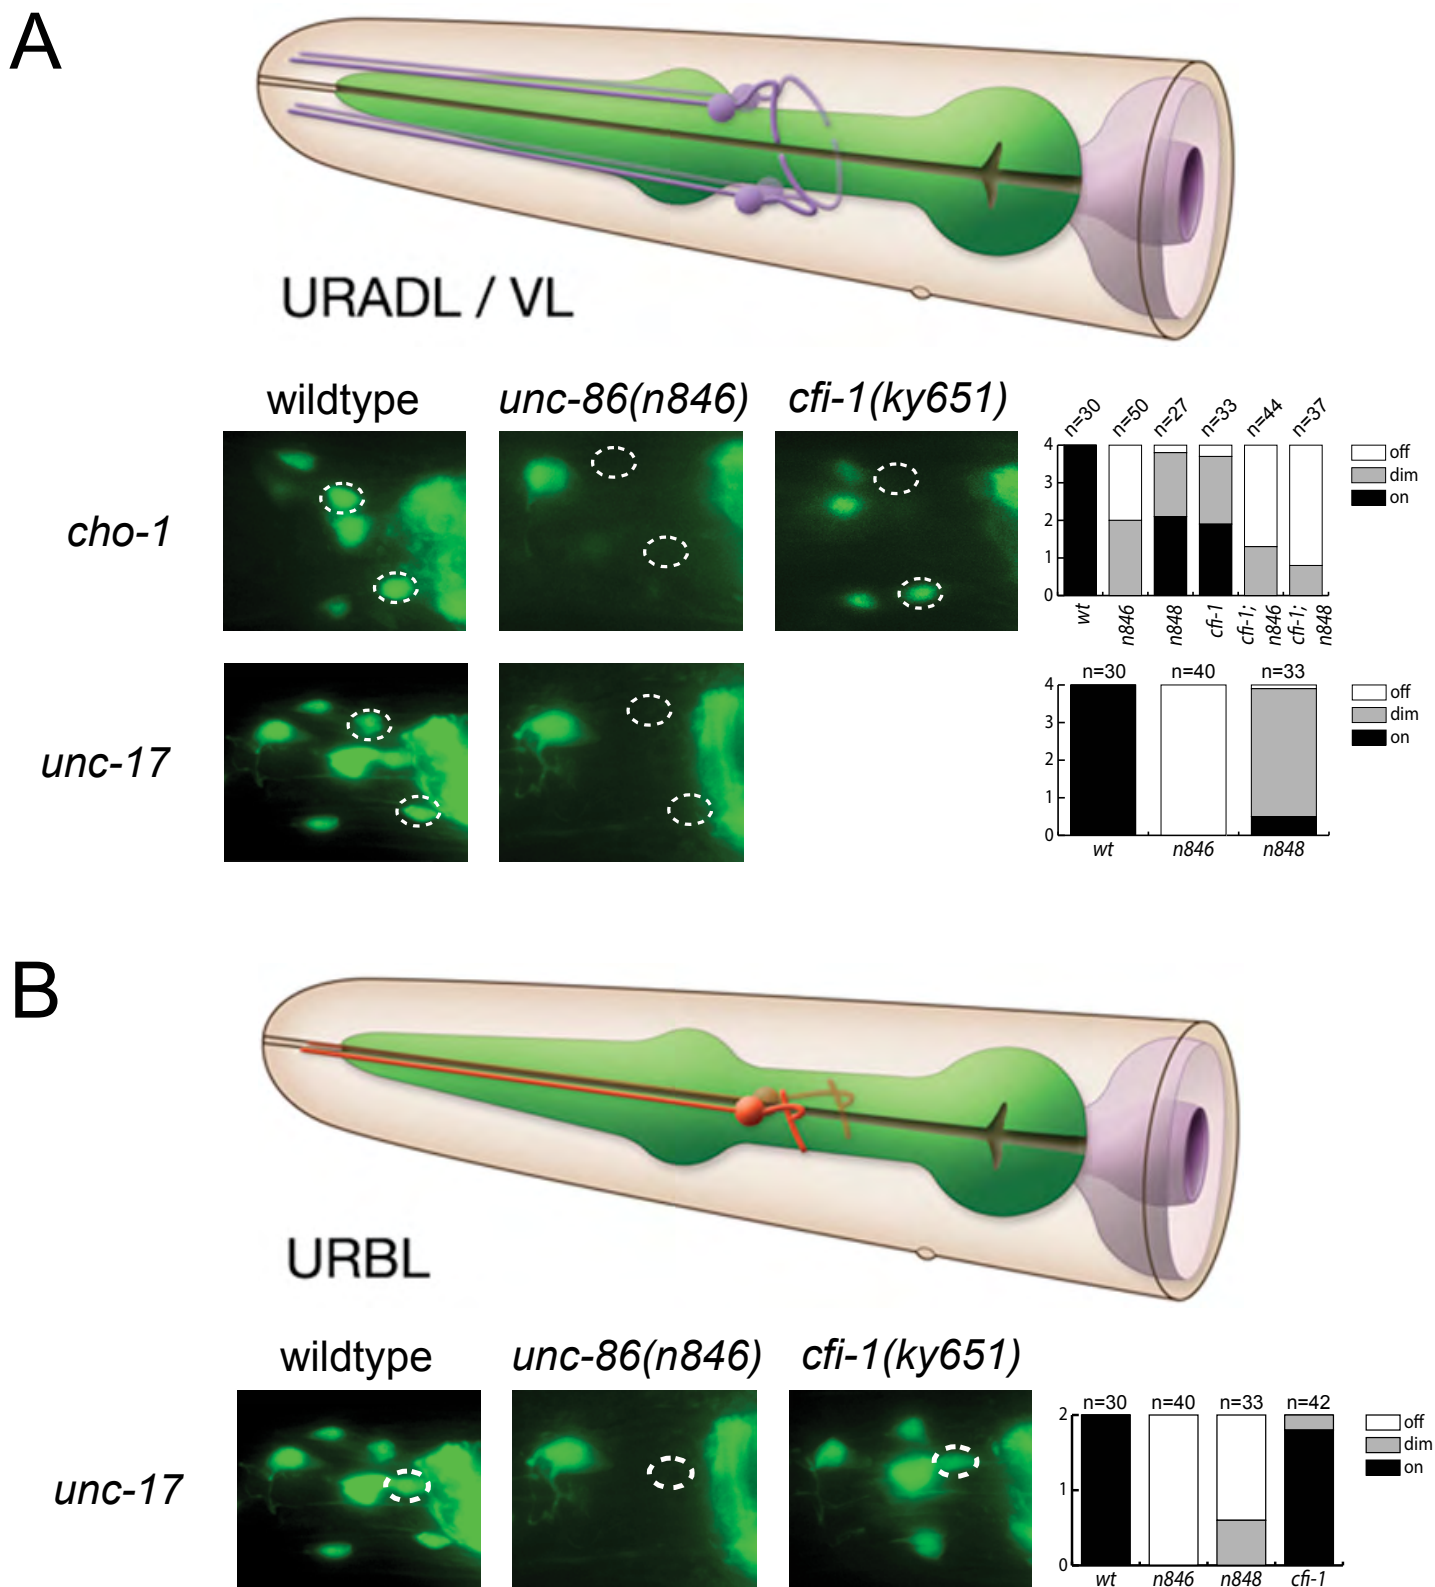 A
URADL / VL
wildtype
unc-86(n846)
cfi-1(ky651)
cho-1
n=30
n=50
n=27
n=33
n=44
n=37
4
3
2
1
0
wt
n846
n848
cfi-1
cfi-1;
n846
cfi-1;
n848
off
dim
on
unc-17
n=30
n=40
n=33
4
3
2
1
0
wt
n846
n848
off
dim
on
B
URBL
wildtype
unc-86(n846)
cfi-1(ky651)
unc-17
n=30
n=40
n=33
n=42
2
1
0
wt
n846
n848
cfi-1
off
dim
on